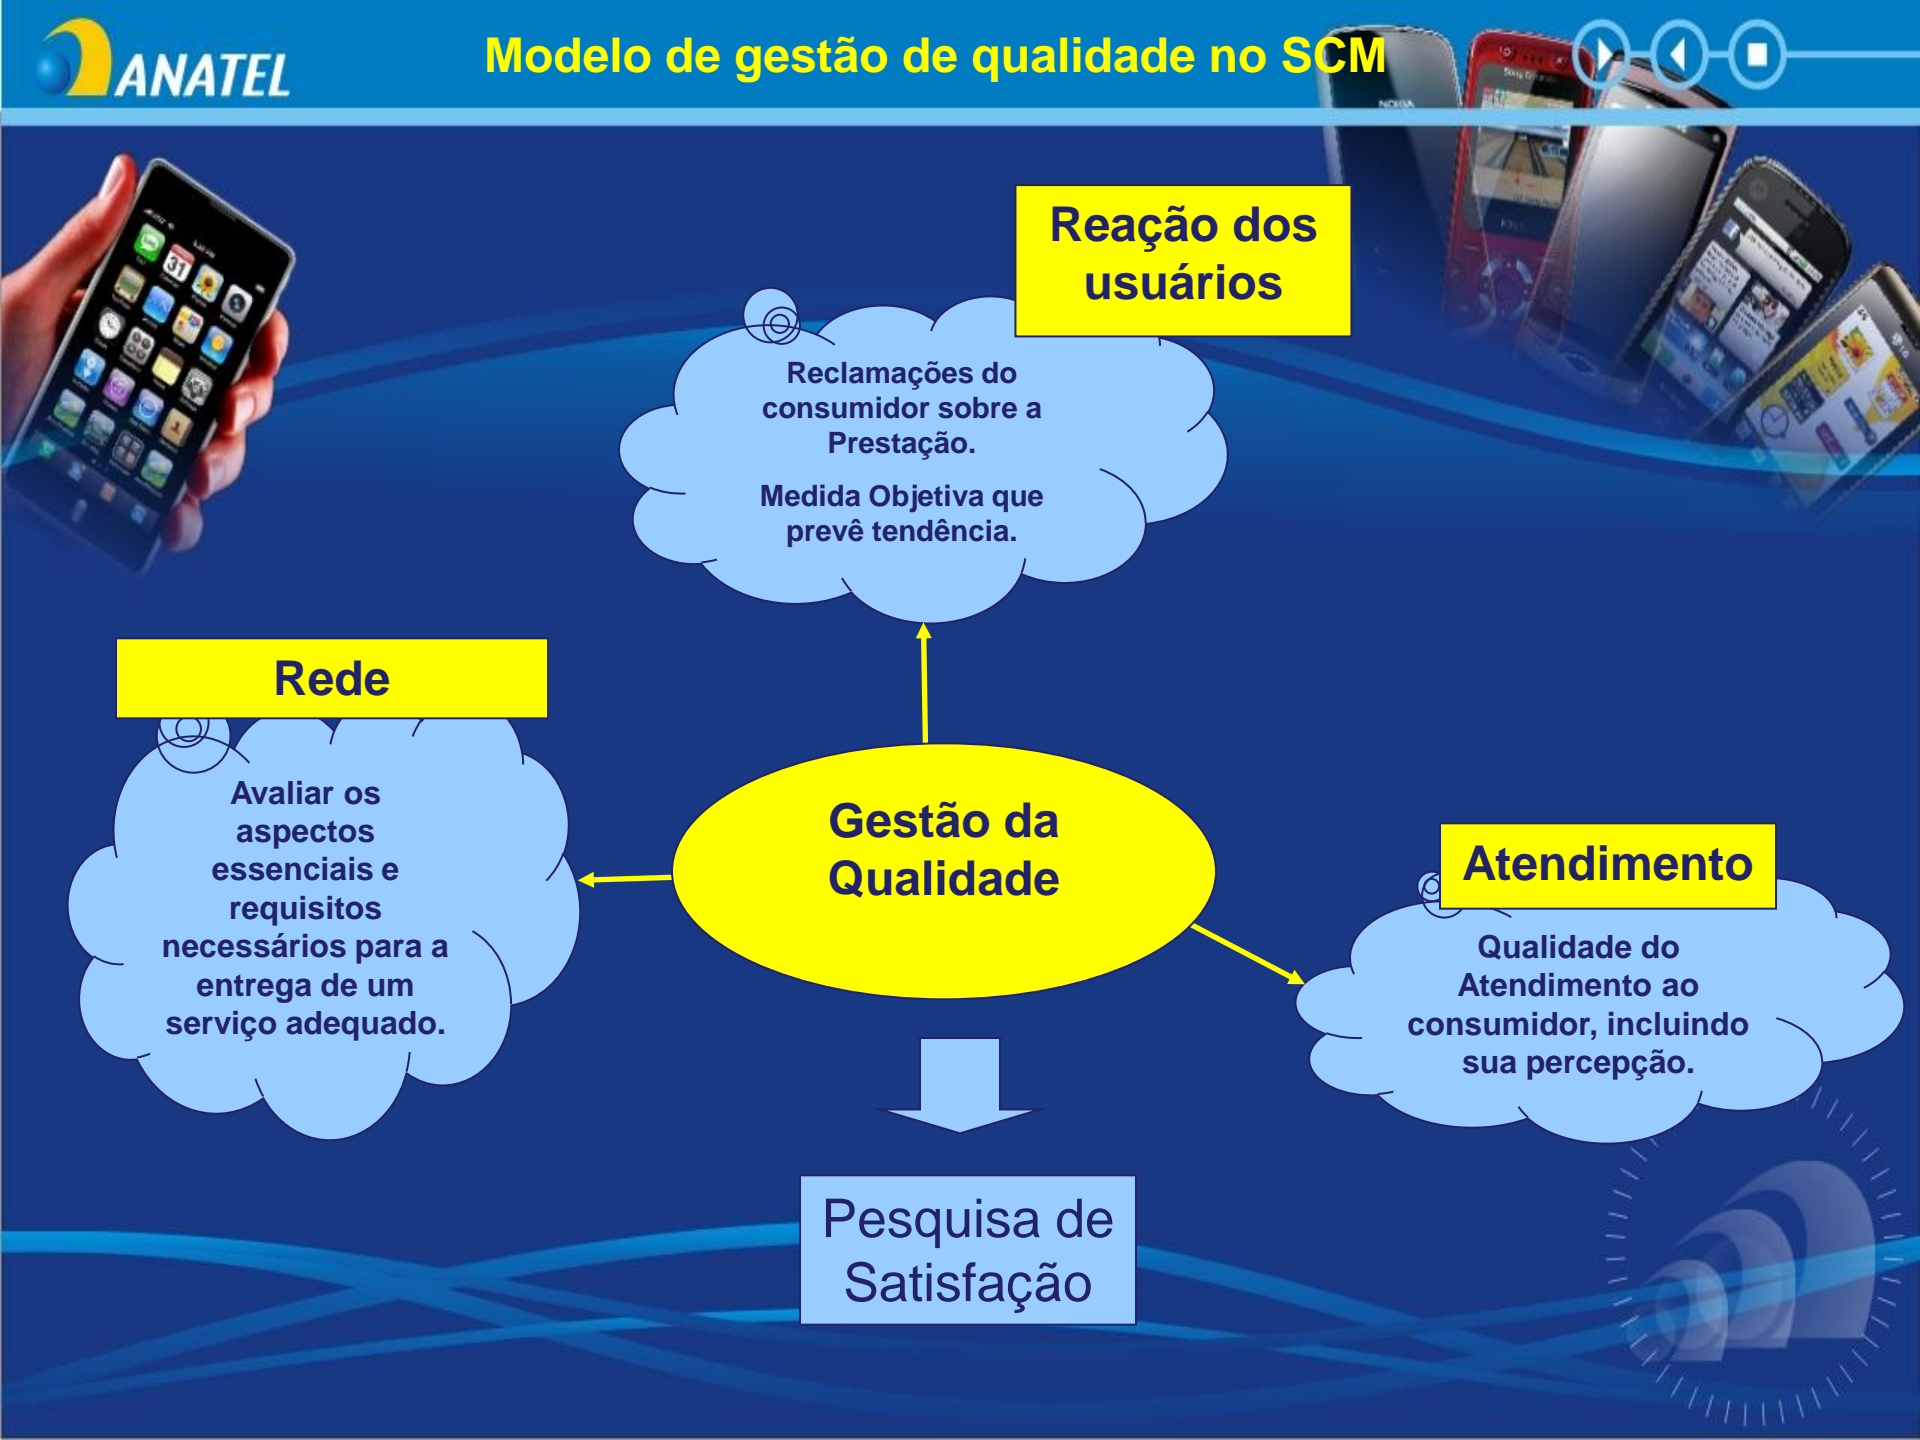 ANATEL
Modelo de gestão de qualidade no SCM
NOKIA
31
Reação dos
usuários
Reclamações do
consumidor sobre a
Prestação.
Medida Objetiva que
prevê tendência.
Rede
Avaliar os
aspectos
essenciais e
requisitos
necessários para a
entrega de um
serviço adequado.
Gestão da
Qualidade
Atendimento
Qualidade do
Atendimento ao
consumidor, incluindo
sua percepção.
Pesquisa de
Satisfação